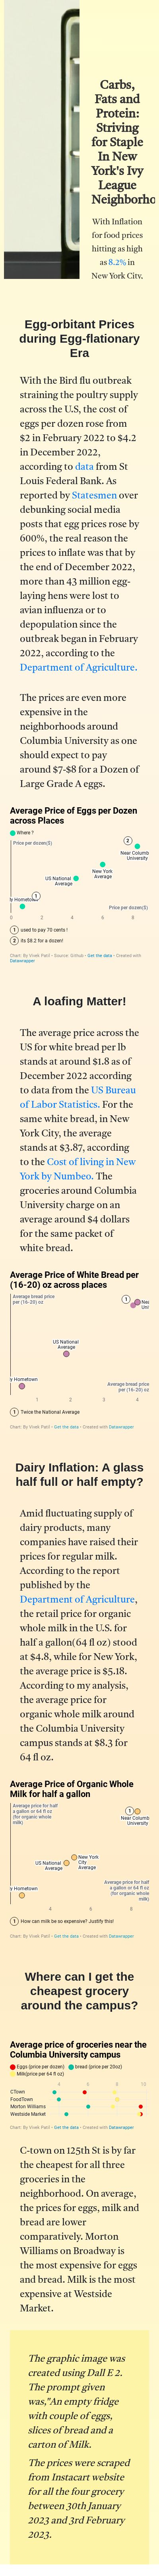 Carbs,
Fats and
Protein:
Striving
for Staple
In New
York's Ivy
League
Neighborho
With Inflation
for food prices
hitting as high
as 8.2% in
New York City.
Egg-orbitant Prices
during Egg-flationary
Era
With the Bird flu outbreak
straining the poultry supply
across the U.S, the cost of
eggs per dozen rose from
$2 in February 2022 to $4.2
in December 2022,
according to data from St
Louis Federal Bank. As
reported by Statesmen over
debunking social media
posts that egg prices rose by
600%, the real reason the
prices to inflate was that by
the end of December 2022,
more than 43 million egg-
laying hens were lost to
avian influenza or to
depopulation since the
outbreak began in February
2022, according to the
Department of Agriculture.
The prices are even more
expensive in the
neighborhoods around
Columbia University as one
should expect to pay
around $7-$8 for a Dozen of
Large Grade A eggs.
Average Price of Eggs per Dozen
across Places
Where ?
Price per dozen($)
2
Near Columb
University
New York
Average
US National
Average
1
y Hometown
Price per dozen($)
0 2 4 6 8
1 used to pay 70 cents !
2 its $8.2 for a dozen!
Chart: By Vivek Patil • Source: Github • Get the data • Created with
Datawrapper
A loafing Matter!
The average price across the
US for white bread per lb
stands at around $1.8 as of
December 2022 according
to data from the US Bureau
of Labor Statistics. For the
same white bread, in New
York City, the average
stands at $3.87, according
to the Cost of living in New
York by Numbeo. The
groceries around Columbia
University charge on an
average around $4 dollars
for the same packet of
white bread.
Average Price of White Bread per
(16-20) oz across places
Average bread price
per (16-20) oz
1
US National
Average
y Hometown
Average bread price
per (16-20) oz
1 2 3 4
1 Twice the National Average
Chart: By Vivek Patil • Get the data • Created with Datawrapper
Dairy Inflation: A glass
half full or half empty?
Amid fluctuating supply of
dairy products, many
companies have raised their
prices for regular milk.
According to the report
published by the
Department of Agriculture,
the retail price for organic
whole milk in the U.S. for
half a gallon(64 fl oz) stood
at $4.8, while for New York,
the average price is $5.18.
According to my analysis,
the average price for
organic whole milk around
the Columbia University
campus stands at $8.3 for
64 fl oz.
Average Price of Organic Whole
Milk for half a gallon
Average price for half
a gallon or 64 fl oz
(for organic whole
milk)
1
Near Columb
University
New York
City
Average
US National
Average
y Hometown
Average price for half
a gallon or 64 fl oz
(for organic whole
milk)
4 6 8
1 How can milk be so expensive? Justify this!
Chart: By Vivek Patil • Get the data • Created with Datawrapper
Where can I get the
cheapest grocery
around the campus?
Average price of groceries near the
Columbia University campus
Eggs (price per dozen) bread (per price 20oz)
Milk(price per 64 fl oz)
4 6 8 10
CTown
FoodTown
Morton Williams
Westside Market
Chart: By Vivek Patil • Get the data • Created with Datawrapper
C-town on 125th St is by far
the cheapest for all three
groceries in the
neighborhood. On average,
the prices for eggs, milk and
bread are lower
comparatively. Morton
Williams on Broadway is
the most expensive for eggs
and bread. Milk is the most
expensive at Westside
Market.
The graphic image was
created using Dall E 2.
The prompt given
was,"An empty fridge
with couple of eggs,
slices of bread and a
carton of Milk.
The prices were scraped
from Instacart website
for all the four grocery
between 30th January
2023 and 3rd February
2023.